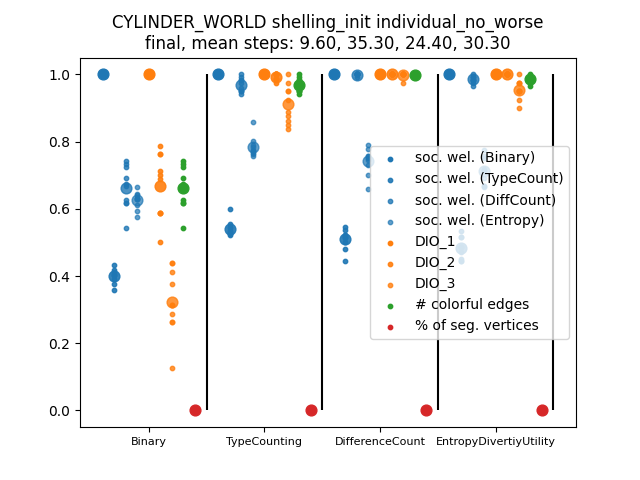 CYLINDER_WORLD shelling_init individual_no_worse
final, mean steps: 9.60, 35.30, 24.40, 30.30
1.0
0.8
0.6
0.4
0.2
0.0
soc. wel. (Binary)
soc. wel. (TypeCount)
soc. wel. (DiffCount)
soc. wel. (Entropy)
DIO_1
DIO_2
DIO_3
# colorful edges
% of seg. vertices
Binary
TypeCounting
DifferenceCount
EntropyDivertiyUtility